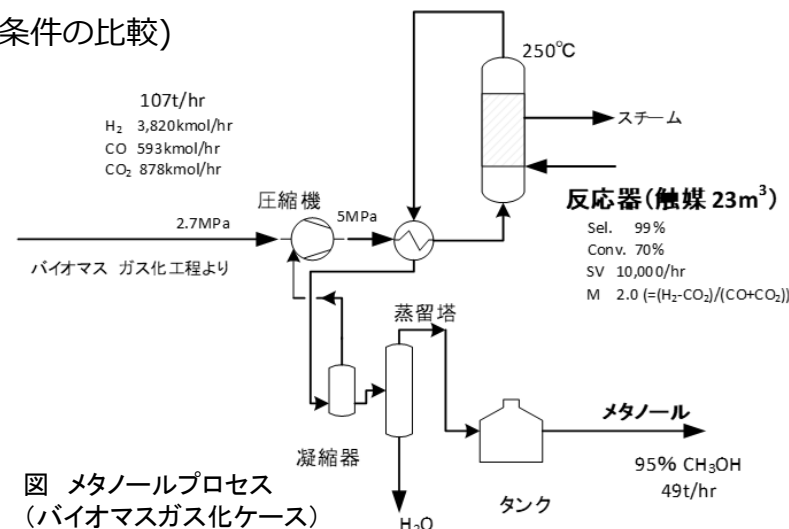 条件の比較)
250℃
107t/hr
H₂ 3,820kmol/hr
CO 593kmol/hr
CO₂ 878kmol/hr
スチーム
圧縮機
反応器(触媒 23m³)
2.7MPa
5MPa
Sel. 99%
Conv. 70%
SV 10,000/hr
M 2.0 (=(H₂-CO₂)/(CO+CO₂))
バイオマス ガス化工程より
蒸留塔
メタノール
凝縮器
95% CH₃OH
49t/hr
タンク
図 メタノールプロセス
(バイオマスガス化ケース)
H₂O